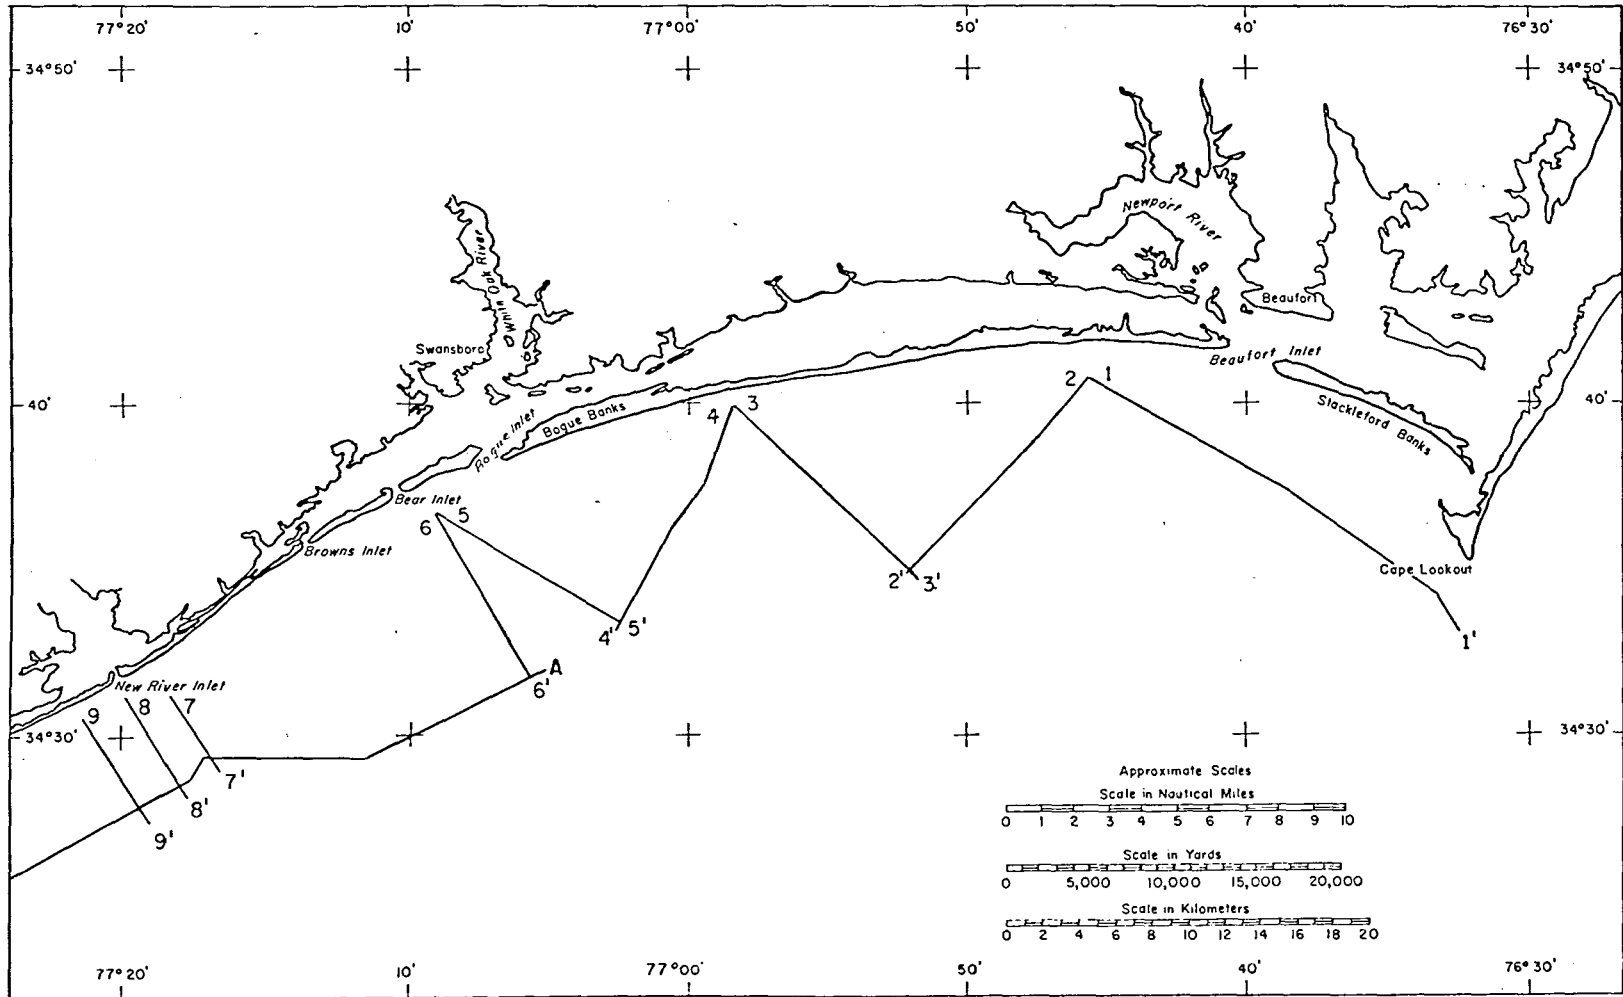 77°20' 10' 77°00' 50' 40' 76°30'
34°50' 34°50'
Newport River
White Oak River
Beaufort
Swansboro
Beaufort Inlet
40' 40'
2 1
4 3
Bogue Banks
Bogue Inlet
Stackleford Banks
Bear Inlet
6 5
Browns Inlet
Cape Lookout
2' 3'
4' 5'
1'
A
6'
New River Inlet
9 8 7
34°30' 34°30'
7'
8'
9'
Approximate Scales
Scale in Nautical Miles
0 1 2 3 4 5 6 7 8 9 10
Scale in Yards
0 5,000 10,000 15,000 20,000
Scale in Kilometers
0 2 4 6 8 10 12 14 16 18 20
77°20' 10' 77°00' 50' 40' 76°30'